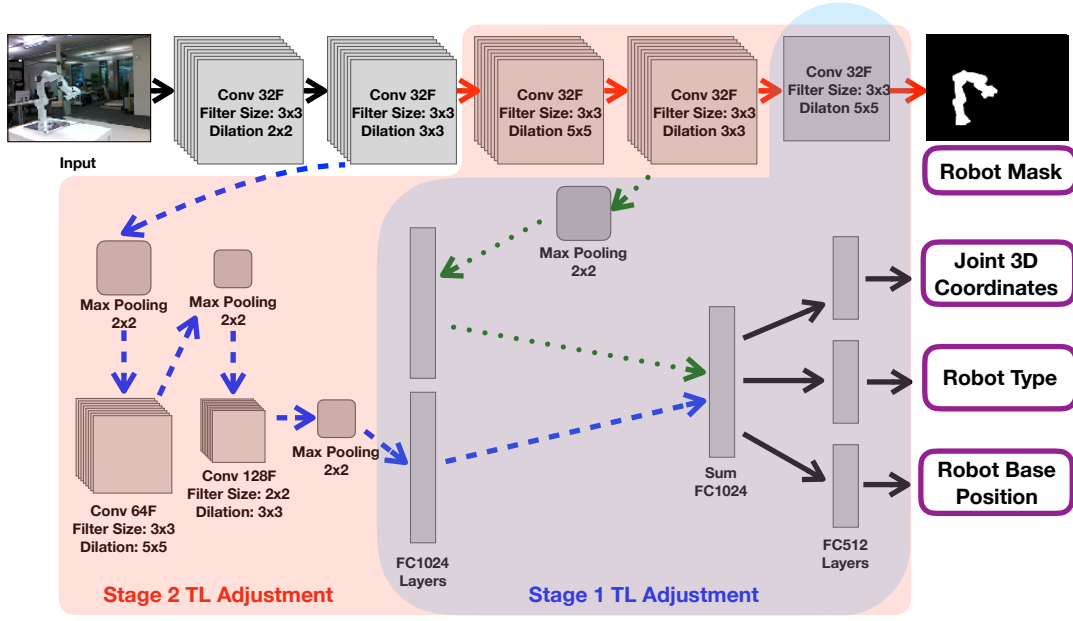 Conv 32F
Filter Size: 3x3
Dilation 2x2
Conv 32F
Filter Size: 3x3
Dilation 3x3
Conv 32F
Filter Size: 3x3
Dilation 5x5
Conv 32F
Filter Size: 3x3
Dilation 3x3
Conv 32F
Filter Size: 3x3
Dilaton 5x5
Input
Robot Mask
Max Pooling
2x2
Max Pooling
2x2
Max Pooling
2x2
Joint 3D
Coordinates
Robot Type
Max Pooling
2x2
Conv 128F
Filter Size: 2x2
Dilation: 3x3
Conv 64F
Filter Size: 3x3
Dilation: 5x5
Sum
FC1024
Robot Base
Position
FC1024
Layers
FC512
Layers
Stage 2 TL Adjustment
Stage 1 TL Adjustment